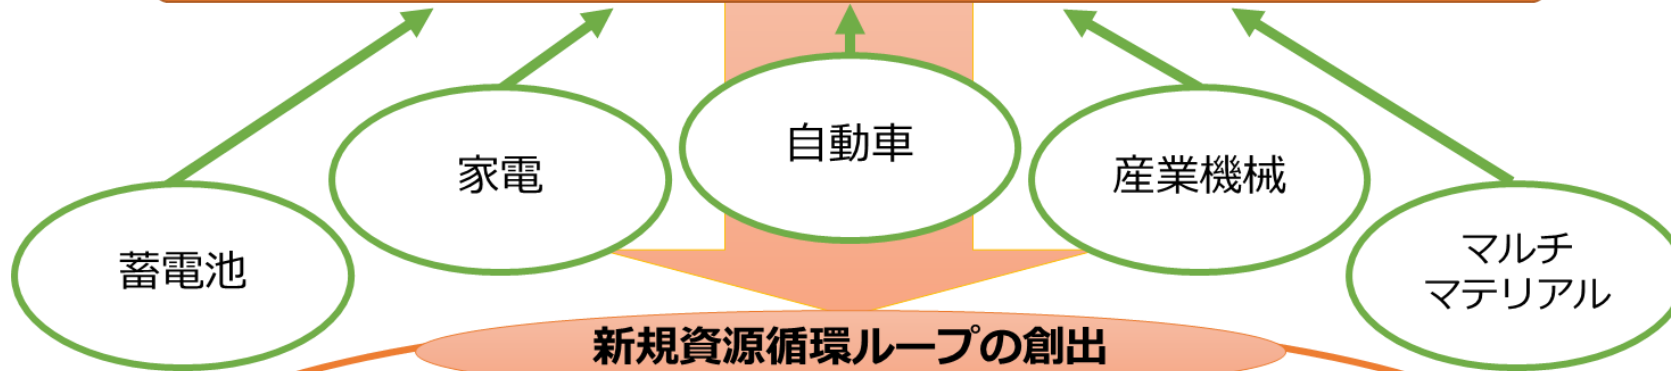 蓄電池
家電
自動車
産業機械
マルチ
マテリアル
新規資源循環ループの創出